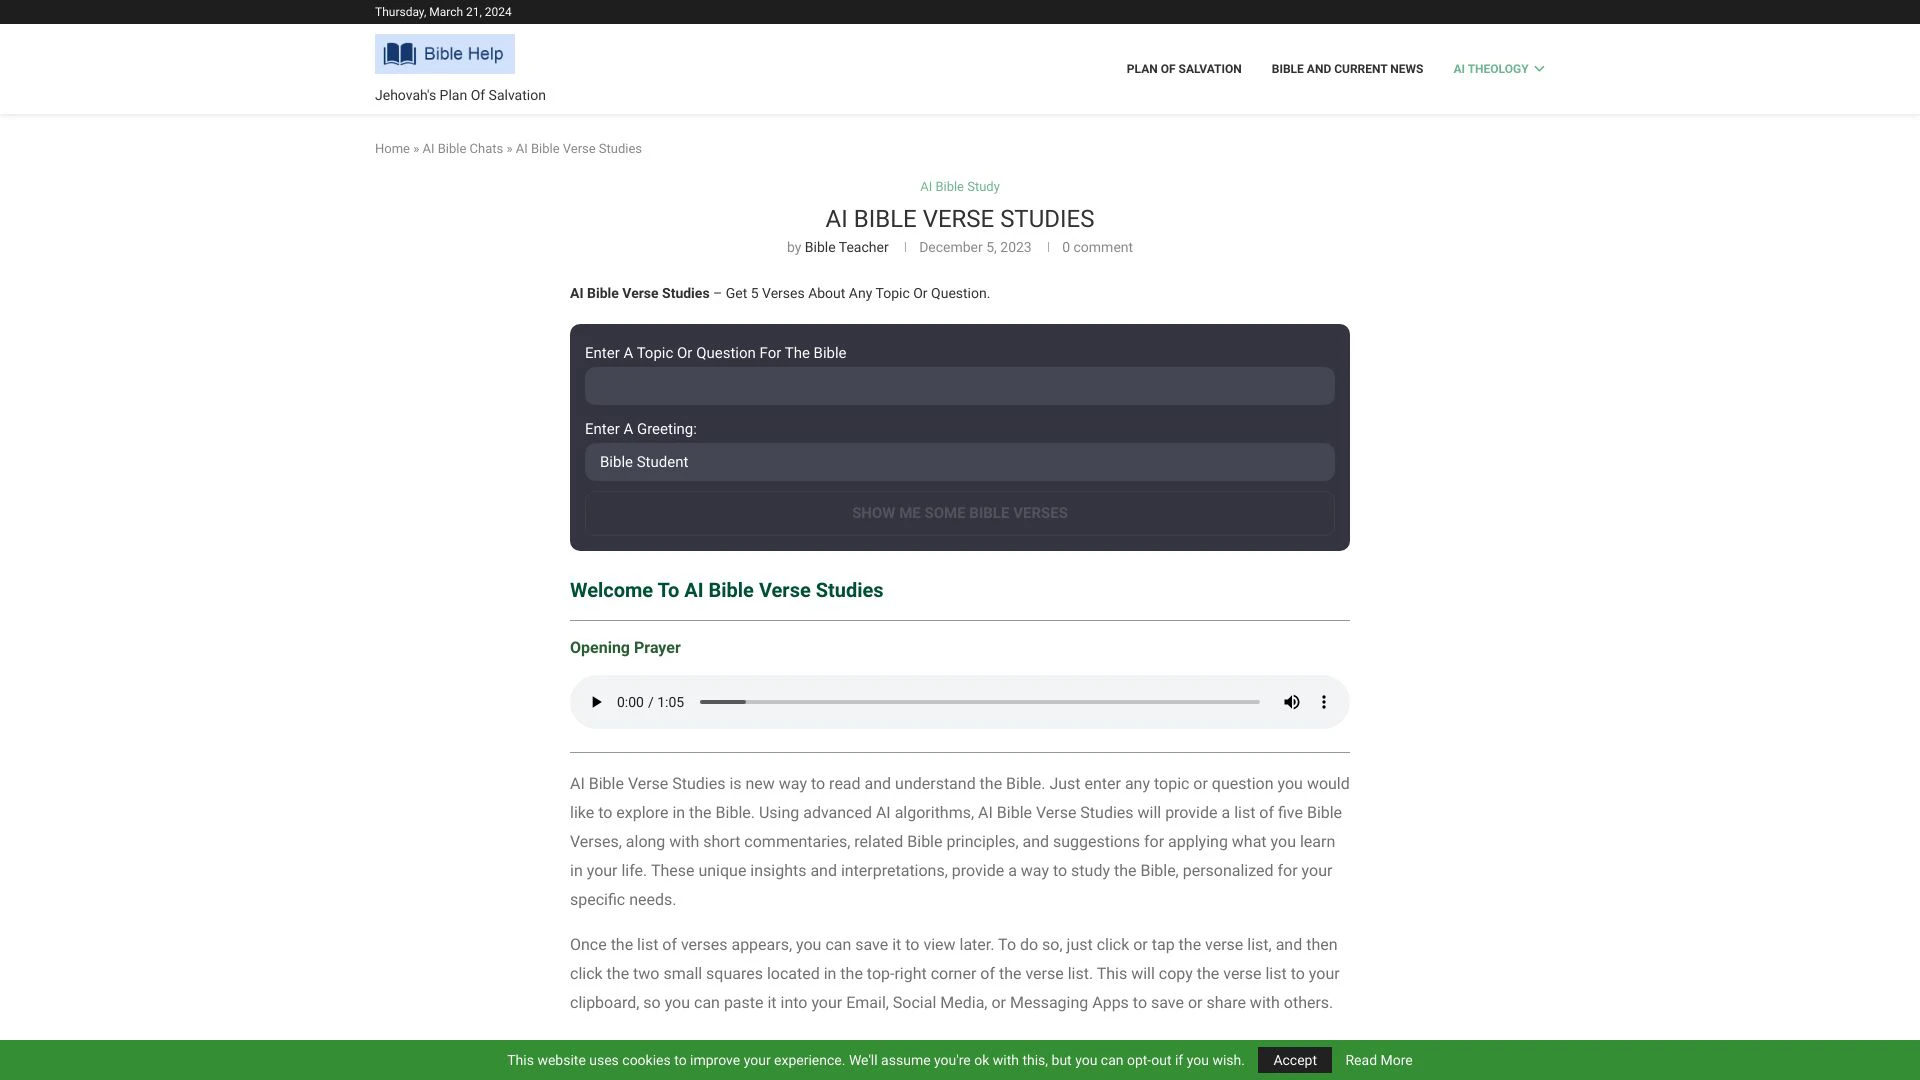 Thursday, March 21, 2024
Bible Help
Jehovah's Plan Of Salvation
PLAN OF SALVATION
BIBLE AND CURRENT NEWS
AI THEOLOGY
Home » AI Bible Chats » AI Bible Verse Studies
AI Bible Study
AI BIBLE VERSE STUDIES
by Bible Teacher
December 5, 2023
0 comment
AI Bible Verse Studies – Get 5 Verses About Any Topic Or Question.
Enter A Topic Or Question For The Bible
Enter A Greeting:
Bible Student
SHOW ME SOME BIBLE VERSES
Welcome To AI Bible Verse Studies
Opening Prayer
0:00 / 1:05
AI Bible Verse Studies is new way to read and understand the Bible. Just enter any topic or question you would
like to explore in the Bible. Using advanced AI algorithms, AI Bible Verse Studies will provide a list of five Bible
Verses, along with short commentaries, related Bible principles, and suggestions for applying what you learn
in your life. These unique insights and interpretations, provide a way to study the Bible, personalized for your
specific needs.
Once the list of verses appears, you can save it to view later. To do so, just click or tap the verse list, and then
click the two small squares located in the top-right corner of the verse list. This will copy the verse list to your
clipboard, so you can paste it into your Email, Social Media, or Messaging Apps to save or share with others.
This website uses cookies to improve your experience. We'll assume you're ok with this, but you can opt-out if you wish.
Accept
Read More